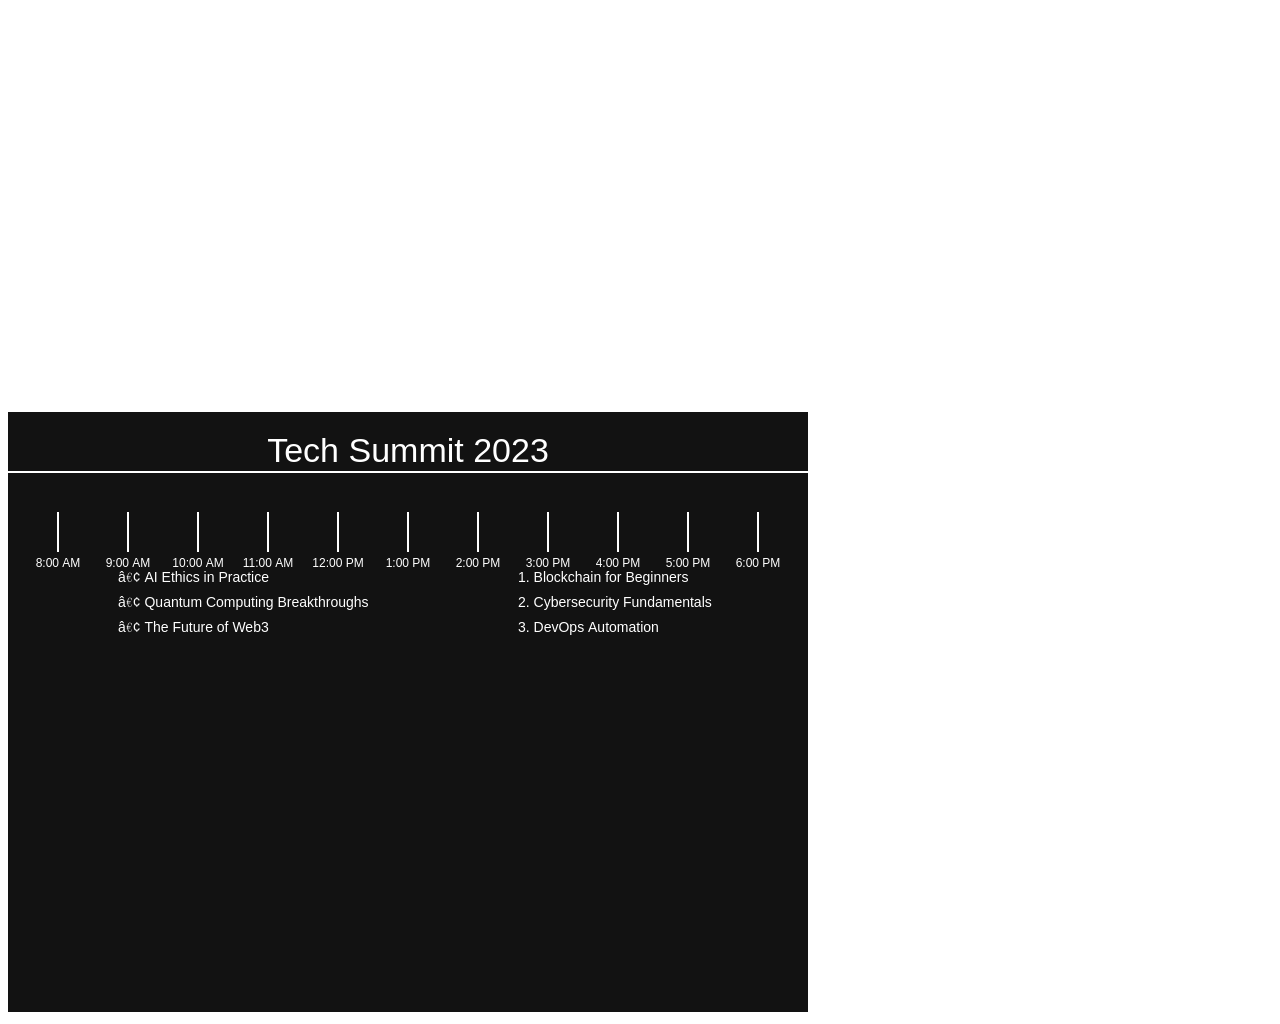 Tech Summit 2023
8:00 AM 9:00 AM 10:00 AM 11:00 AM 12:00 PM 1:00 PM 2:00 PM 3:00 PM 4:00 PM 5:00 PM 6:00 PM
â€¢ AI Ethics in Practice
â€¢ Quantum Computing Breakthroughs
â€¢ The Future of Web3
1. Blockchain for Beginners
2. Cybersecurity Fundamentals
3. DevOps Automation